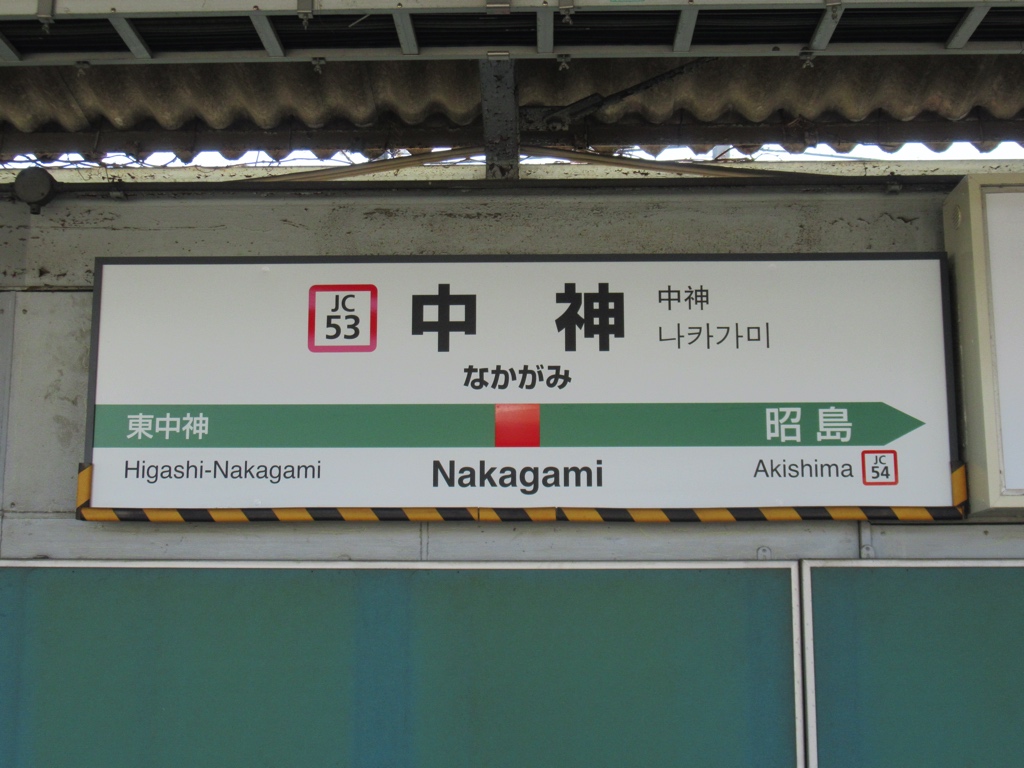 JC
53
中神
中神
나카가미
なかがみ
東中神
昭島
Higashi-Nakagami
Nakagami
Akishima
JC
54